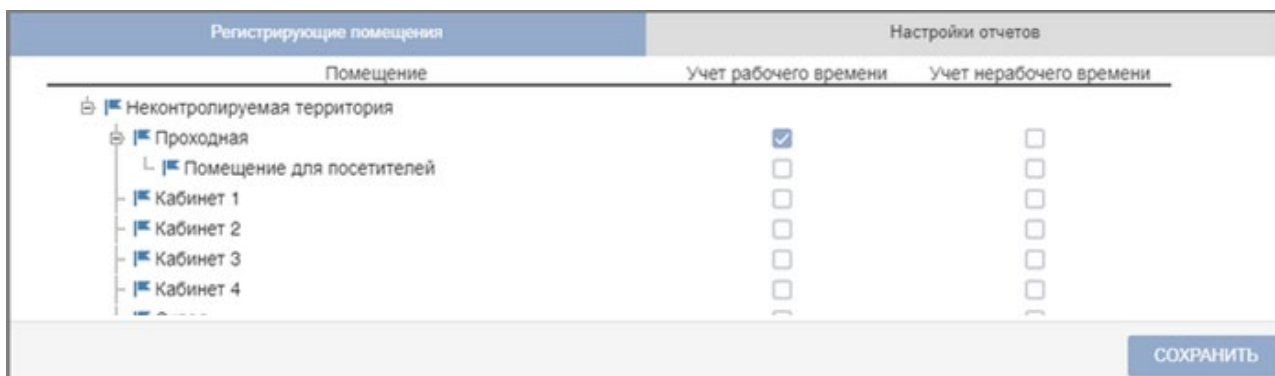 Регистрирующие помещения Настройки отчетов
Помещение Учет рабочего времени Учет нерабочего времени
Неконтролируемая территория
Проходная
Помещение для посетителей
Кабинет 1
Кабинет 2
Кабинет 3
Кабинет 4
СОХРАНИТЬ